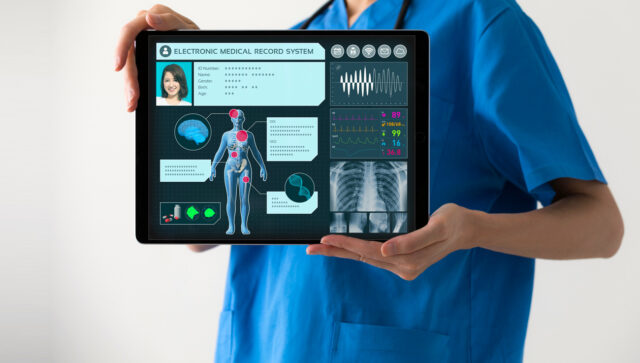 ELECTRONIC MEDICAL RECORD SYSTEM
ID Number: ***********
Name: ******* *******
Gender: *****
Birth: **** ** **
Age: ***
89
99
16